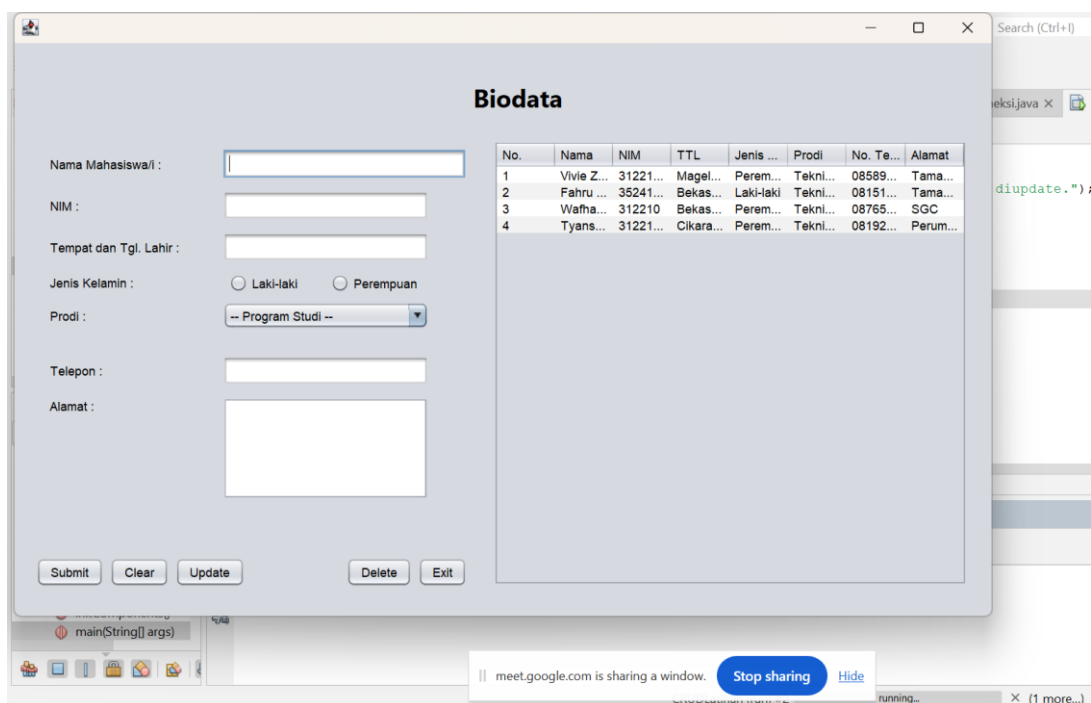 Search (Ctrl+I)
Biodata
eksi.java
diupdate.");
Nama Mahasiswa/i :
NIM :
Tempat dan Tgl. Lahir :
Jenis Kelamin :
Laki-laki
Perempuan
Prodi :
-- Program Studi --
Telepon :
Alamat :
Submit
Clear
Update
Delete
Exit
No. Nama NIM TTL Jenis ... Prodi No. Te... Alamat
1 Vivie Z... 31221... Magel... Perem... Tekni... 08589... Tama...
2 Fahru ... 35241... Bekas... Laki-laki Tekni... 08151... Tama...
3 Wafha... 312210 Bekas... Perem... Tekni... 08765... SGC
4 Tyans... 31221... Cikara... Perem... Tekni... 08192... Perum...
main(String[] args)
meet.google.com is sharing a window.
Stop sharing
Hide
running...
(1 more...)